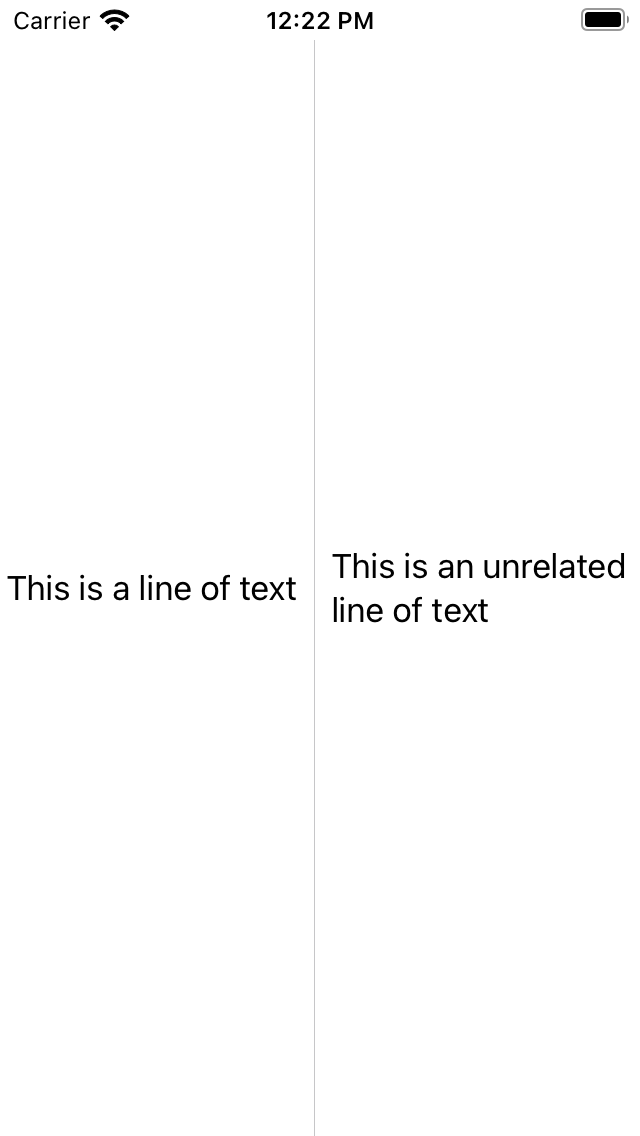 Carrier 12:22 PM
This is a line of text
This is an unrelated
line of text